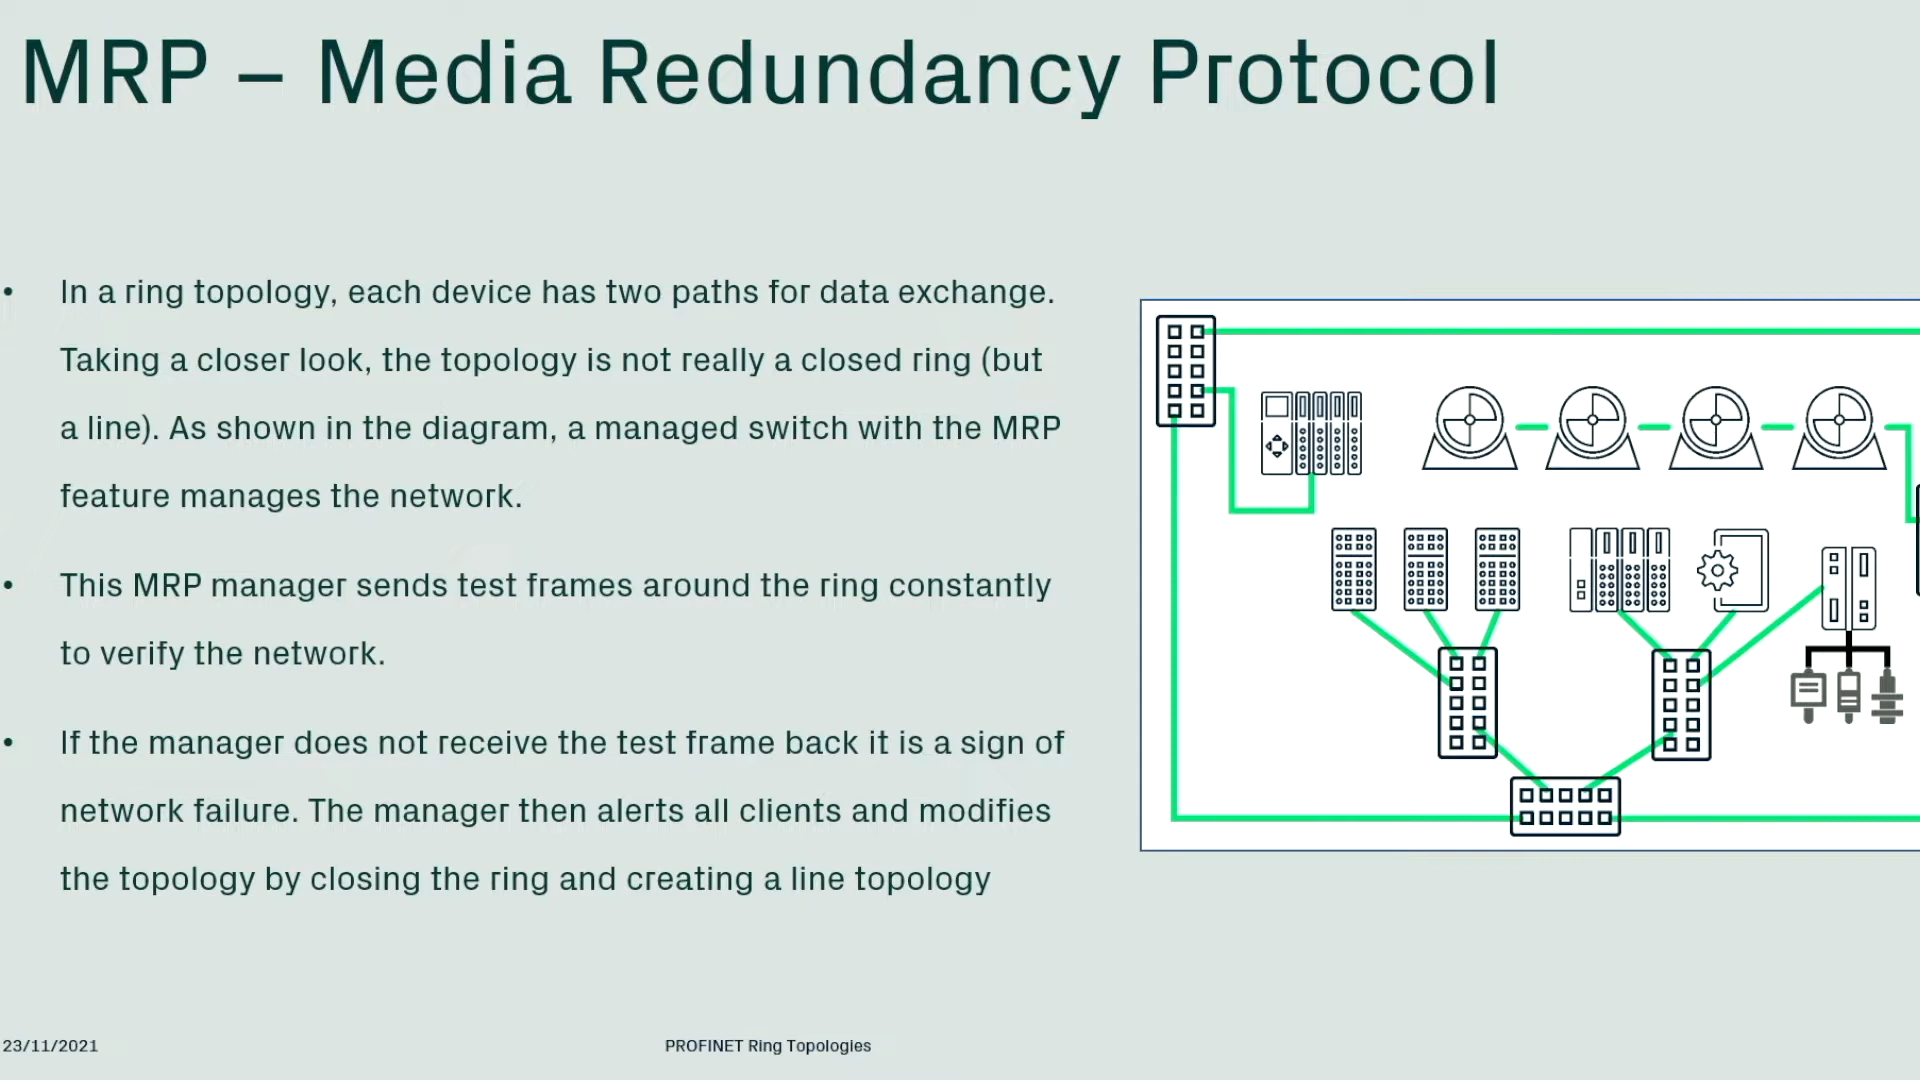 MRP – Media Redundancy Protocol
• In a ring topology, each device has two paths for data exchange.
Taking a closer look, the topology is not really a closed ring (but
a line). As shown in the diagram, a managed switch with the MRP
feature manages the network.
• This MRP manager sends test frames around the ring constantly
to verify the network.
• If the manager does not receive the test frame back it is a sign of
network failure. The manager then alerts all clients and modifies
the topology by closing the ring and creating a line topology
23/11/2021
PROFINET Ring Topologies